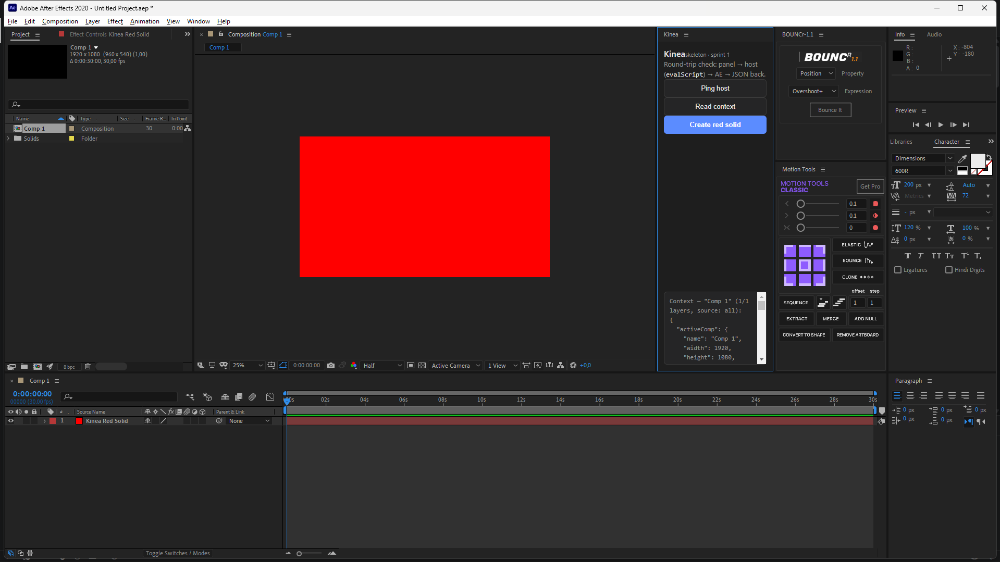 Adobe After Effects 2020 - Untitled Project.aep *
File Edit Composition Layer Effect Animation View Window Help
Project
Effect Controls Kinea Red Solid
Comp 1
1920 x 1080 (960 x 540) (1,00)
Δ 0:00:30:00, 30,00 fps
Name Type Size Frame R... In Point
Comp 1 Composition 30 0:00
Solids Folder
8 bpc
Composition Comp 1
Comp 1
25%
0:00:00:00
Half
Active Camera
1 View
+0,0
Kinea
Kinea skeleton · sprint 1
Round-trip check: panel → host
(evalScript) → AE → JSON back.
Ping host
Read context
Create red solid
Context — "Comp 1" (1/1
layers, source: all):
{
"activeComp": {
"name": "Comp 1",
"width": 1920,
"height": 1080,
BOUNCr-1.1
BOUNCR 1.1
Position Property
Overshoot+ Expression
Bounce It
Motion Tools
MOTION TOOLS
CLASSIC
Get Pro
0.1
0.1
0
ELASTIC
BOUNCE
CLONE
offset step
SEQUENCE 1 1
EXTRACT MERGE ADD NULL
CONVERT TO SHAPE REMOVE ARTBOARD
Info Audio
R :
G :
B :
A : 0
X : -804
Y : -180
Preview
Libraries Character
Dimensions
600R
200 px Auto
Metrics 72
- px
120 % 100 %
0 px 0 %
T T TT Tт T¹ T₁
Ligatures Hindi Digits
Comp 1
0:00:00:00
00000 (30.00 fps)
# Source Name fx Parent & Link
1 Kinea Red Solid None
00s 02s 04s 06s 08s 10s 12s 14s 16s 18s 20s 22s 24s 26s 28s 30s
Toggle Switches / Modes
Paragraph
0 px 0 px 0 px
0 px 0 px